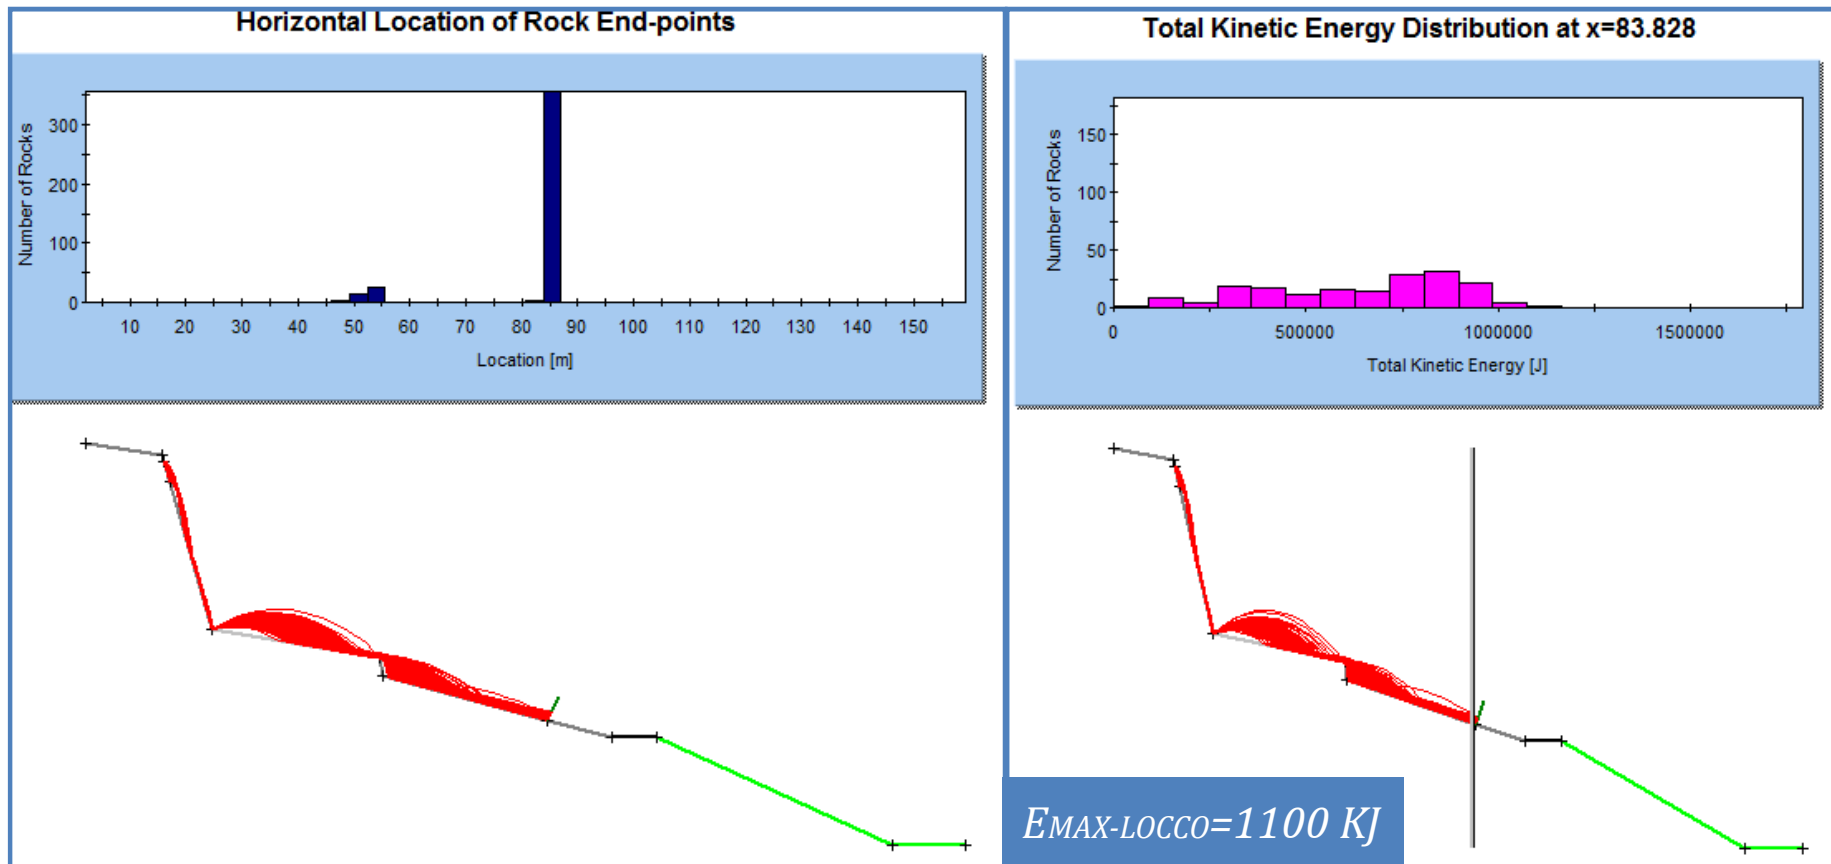 Horizontal Location of Rock End-points
Number of Rocks
300
200
100
0
10 20 30 40 50 60 70 80 90 100 110 120 130 140 150
Location [m]
Total Kinetic Energy Distribution at x=83.828
Number of Rocks
150
100
50
0
0 500000 1000000 1500000
Total Kinetic Energy [J]
EMAX-LOCCO=1100 KJ